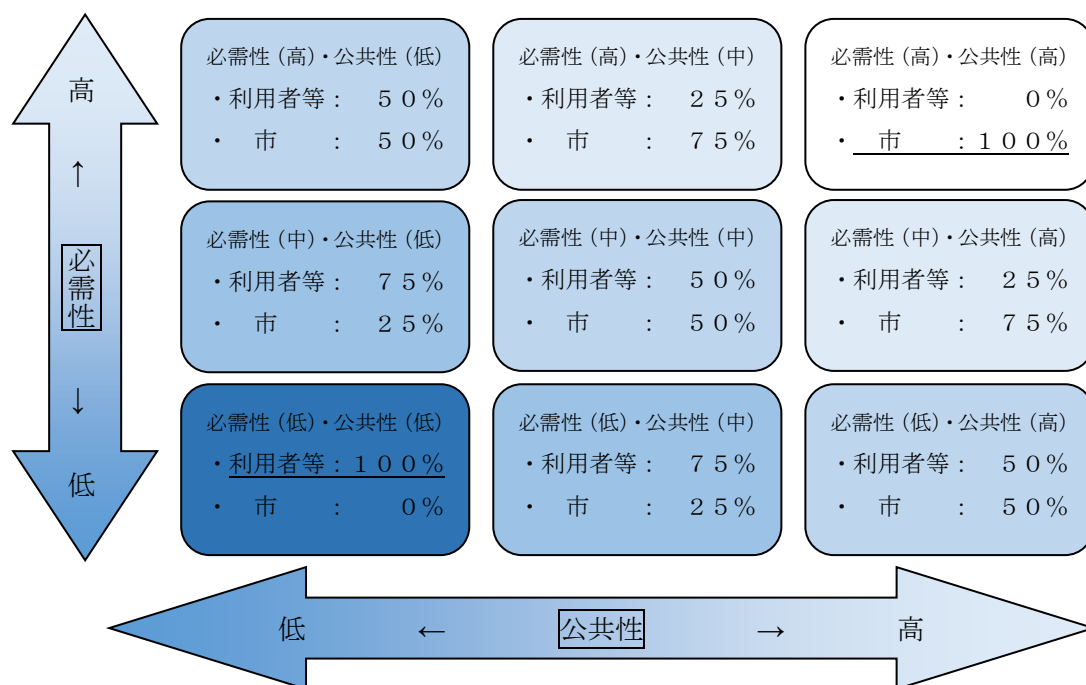 高
↑
必需性
↓
低
必需性(高)・公共性(低)
・利用者等: 50%
・ 市 : 50%
必需性(高)・公共性(中)
・利用者等: 25%
・ 市 : 75%
必需性(高)・公共性(高)
・利用者等: 0%
・ 市 :100%
必需性(中)・公共性(低)
・利用者等: 75%
・ 市 : 25%
必需性(中)・公共性(中)
・利用者等: 50%
・ 市 : 50%
必需性(中)・公共性(高)
・利用者等: 25%
・ 市 : 75%
必需性(低)・公共性(低)
・利用者等:100%
・ 市 : 0%
必需性(低)・公共性(中)
・利用者等: 75%
・ 市 : 25%
必需性(低)・公共性(高)
・利用者等: 50%
・ 市 : 50%
低 ← 公共性 → 高